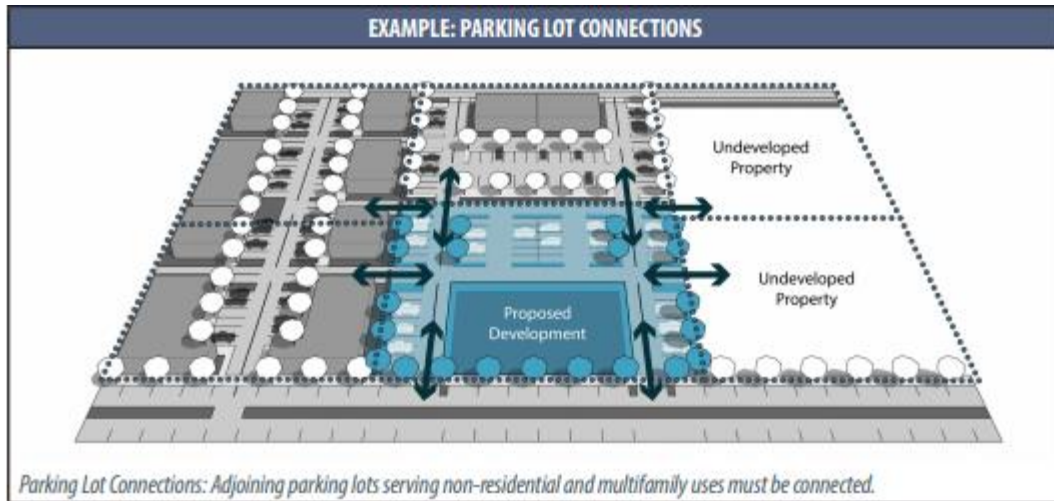 EXAMPLE: PARKING LOT CONNECTIONS
Undeveloped
Property
Undeveloped
Property
Proposed
Development
Parking Lot Connections: Adjoining parking lots serving non-residential and multifamily uses must be connected.